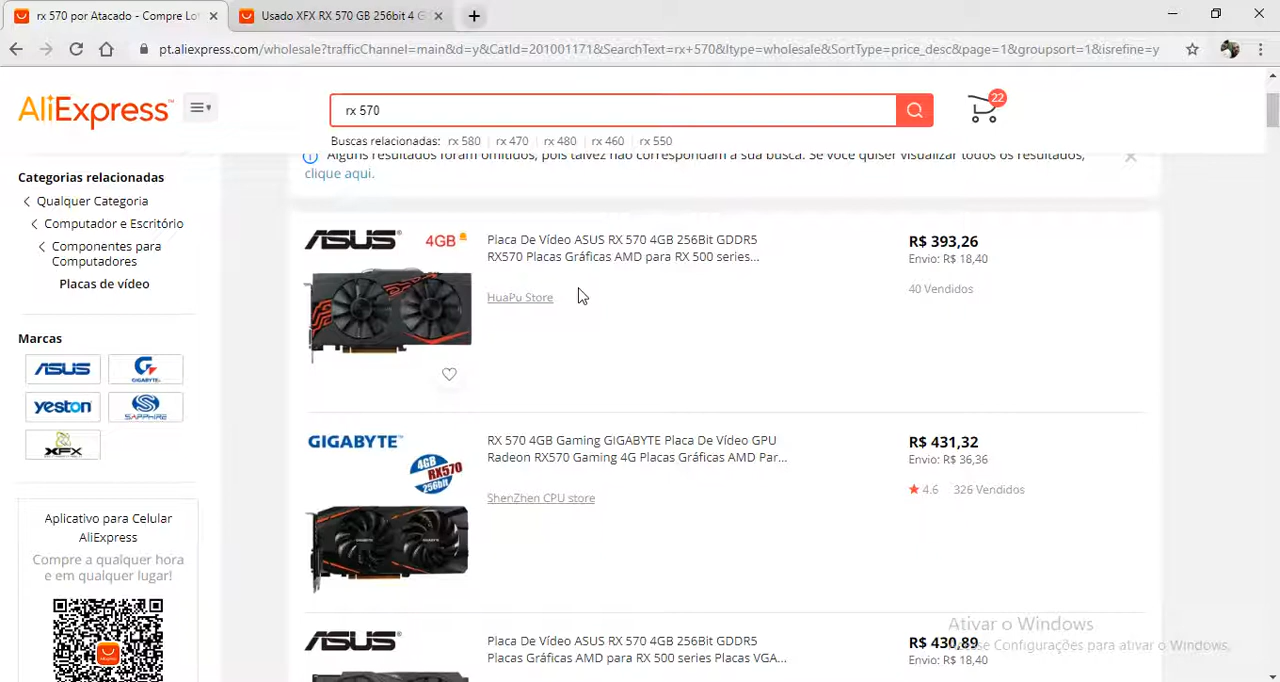 rx 570 por Atacado - Compre Lo
Usado XFX RX 570 GB 256bit 4 G
pt.aliexpress.com/wholesale?trafficChannel=main&d=y&CatId=201001171&SearchText=rx+570&ltype=wholesale&SortType=price_desc&page=1&groupsort=1&isrefine=y
AliExpress™
rx 570
22
Buscas relacionadas: rx 580 rx 470 rx 480 rx 460 rx 550
Alguns resultados foram omitidos, pois talvez não correspondam a sua busca. Se você quiser visualizar todos os resultados,
clique aqui.
Categorias relacionadas
Qualquer Categoria
Computador e Escritório
Componentes para
Computadores
Placas de vídeo
Marcas
ASUS
GIGABYTE
yeston
SAPPHIRE
XFX
Aplicativo para Celular
AliExpress
Compre a qualquer hora
e em qualquer lugar!
ASUS
4GB
Placa De Vídeo ASUS RX 570 4GB 256Bit GDDR5
RX570 Placas Gráficas AMD para RX 500 series...
HuaPu Store
R$ 393,26
Envio: R$ 18,40
40 Vendidos
GIGABYTE™
4GB
RX570
256bit
RX 570 4GB Gaming GIGABYTE Placa De Vídeo GPU
Radeon RX570 Gaming 4G Placas Gráficas AMD Par...
ShenZhen CPU store
R$ 431,32
Envio: R$ 36,36
4.6 326 Vendidos
ASUS
Placa De Vídeo ASUS RX 570 4GB 256Bit GDDR5
Placas Gráficas AMD para RX 500 series Placas VGA...
R$ 430,89
Envio: R$ 18,40
Ativar o Windows
Configurações para ativar o Windows.